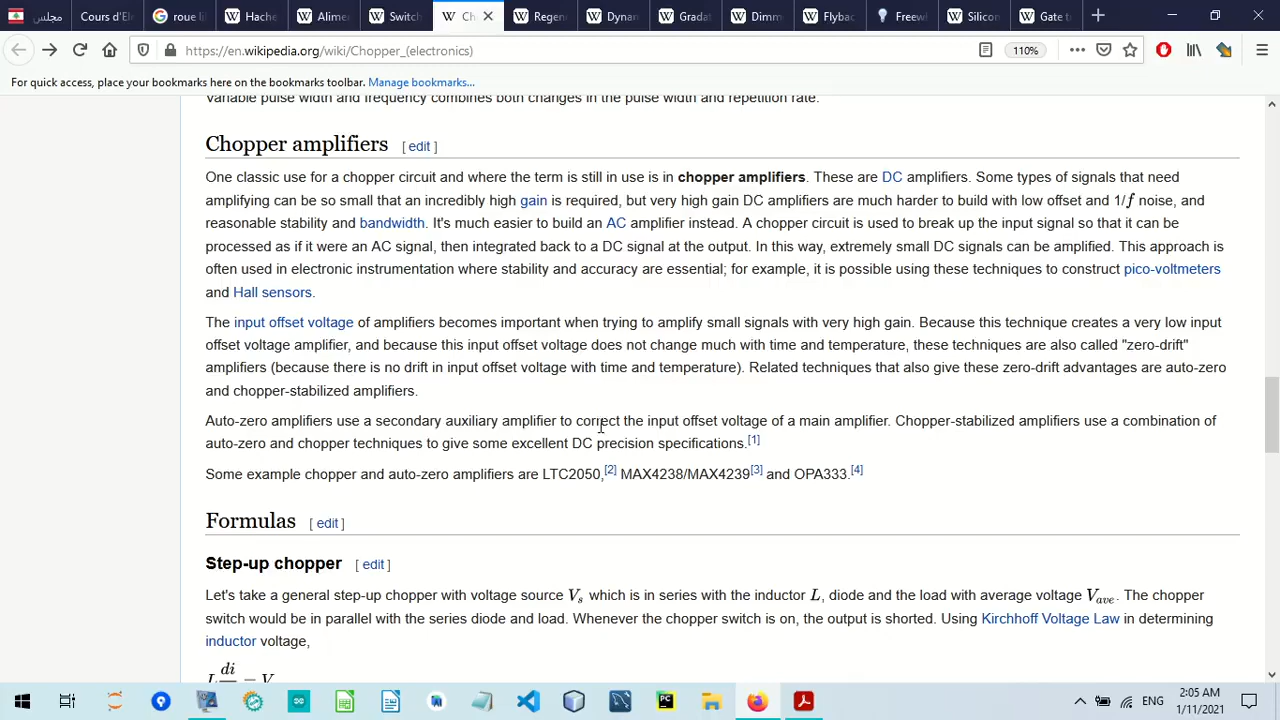 مجلس
Cours d'El
roue li
Hache
Alimer
Switch
Ch
Regen
Dynar
Gradat
Dimm
Flybac
Freew
Silicon
Gate t
https://en.wikipedia.org/wiki/Chopper_(electronics)
110%
For quick access, place your bookmarks here on the bookmarks toolbar. Manage bookmarks...
Variable pulse width and frequency combines both changes in the pulse width and repetition rate.
Chopper amplifiers [ edit ]
One classic use for a chopper circuit and where the term is still in use is in chopper amplifiers. These are DC amplifiers. Some types of signals that need
amplifying can be so small that an incredibly high gain is required, but very high gain DC amplifiers are much harder to build with low offset and 1/f noise, and
reasonable stability and bandwidth. It's much easier to build an AC amplifier instead. A chopper circuit is used to break up the input signal so that it can be
processed as if it were an AC signal, then integrated back to a DC signal at the output. In this way, extremely small DC signals can be amplified. This approach is
often used in electronic instrumentation where stability and accuracy are essential; for example, it is possible using these techniques to construct pico-voltmeters
and Hall sensors.
The input offset voltage of amplifiers becomes important when trying to amplify small signals with very high gain. Because this technique creates a very low input
offset voltage amplifier, and because this input offset voltage does not change much with time and temperature, these techniques are also called "zero-drift"
amplifiers (because there is no drift in input offset voltage with time and temperature). Related techniques that also give these zero-drift advantages are auto-zero
and chopper-stabilized amplifiers.
Auto-zero amplifiers use a secondary auxiliary amplifier to correct the input offset voltage of a main amplifier. Chopper-stabilized amplifiers use a combination of
auto-zero and chopper techniques to give some excellent DC precision specifications.[1]
Some example chopper and auto-zero amplifiers are LTC2050,[2] MAX4238/MAX4239[3] and OPA333.[4]
Formulas [ edit ]
Step-up chopper [ edit ]
Let's take a general step-up chopper with voltage source Vs which is in series with the inductor L, diode and the load with average voltage Vave. The chopper
switch would be in parallel with the series diode and load. Whenever the chopper switch is on, the output is shorted. Using Kirchhoff Voltage Law in determining
inductor voltage,
L di = V
ENG
2:05 AM
1/11/2021